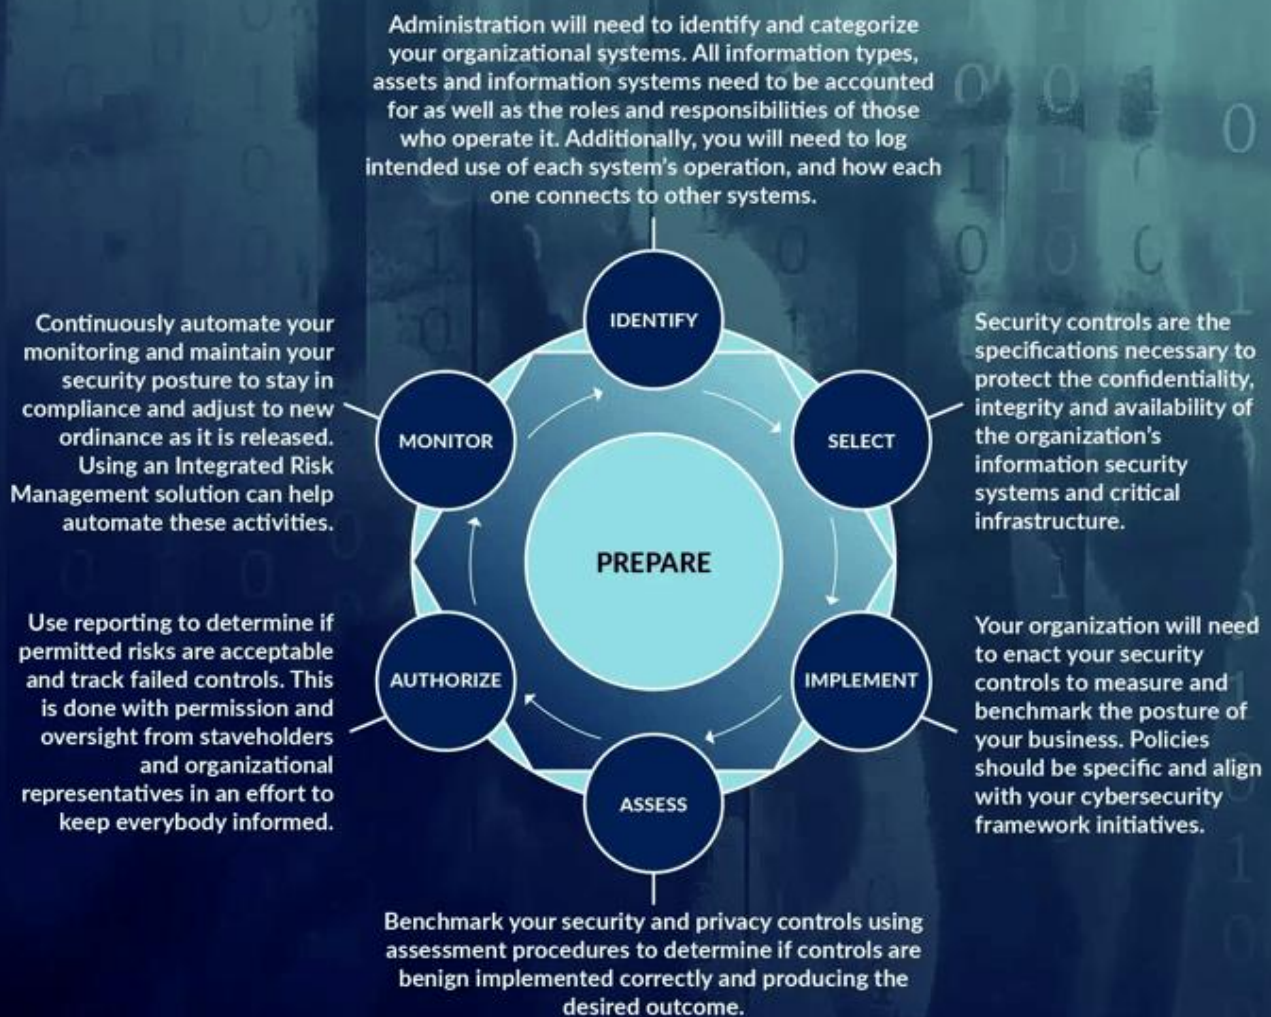 Administration will need to identify and categorize
your organizational systems. All information types,
assets and information systems need to be accounted
for as well as the roles and responsibilities of those
who operate it. Additionally, you will need to log
intended use of each system's operation, and how each
one connects to other systems.
IDENTIFY
Continuously automate your
monitoring and maintain your
security posture to stay in
compliance and adjust to new
ordinance as it is released.
Using an Integrated Risk
Management solution can help
automate these activities.
MONITOR
SELECT
Security controls are the
specifications necessary to
protect the confidentiality,
integrity and availability of
the organization's
information security
systems and critical
infrastructure.
PREPARE
Use reporting to determine if
permitted risks are acceptable
and track failed controls. This
is done with permission and
oversight from staveholders
and organizational
representatives in an effort to
keep everybody informed.
AUTHORIZE
IMPLEMENT
Your organization will need
to enact your security
controls to measure and
benchmark the posture of
your business. Policies
should be specific and align
with your cybersecurity
framework initiatives.
ASSESS
Benchmark your security and privacy controls using
assessment procedures to determine if controls are
benign implemented correctly and producing the
desired outcome.